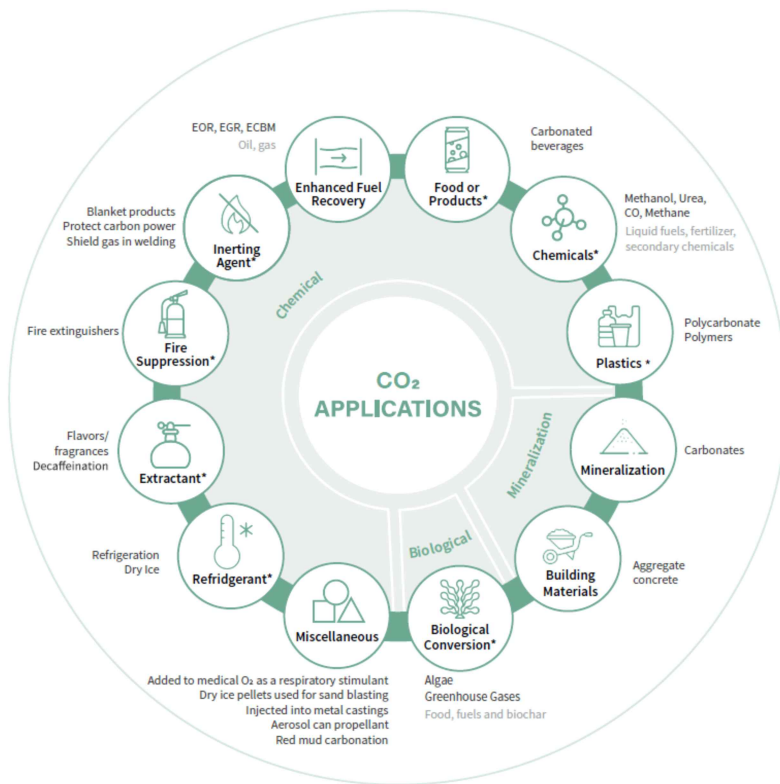 CO₂
APPLICATIONS
Chemical
Mineralization
Biological
EOR, EGR, ECBM
Oil, gas
Enhanced Fuel
Recovery
Food or
Products*
Carbonated
beverages
Chemicals*
Methanol, Urea,
CO, Methane
Liquid fuels, fertilizer,
secondary chemicals
Plastics *
Polycarbonate
Polymers
Mineralization
Carbonates
Building
Materials
Aggregate
concrete
Biological
Conversion*
Algae
Greenhouse Gases
Food, fuels and biochar
Miscellaneous
Added to medical O₂ as a respiratory stimulant
Dry ice pellets used for sand blasting
Injected into metal castings
Aerosol can propellant
Red mud carbonation
Refridgerant*
Refrigeration
Dry Ice
Extractant*
Flavors/
fragrances
Decaffeination
Fire
Suppression*
Fire extinguishers
Inerting
Agent*
Blanket products
Protect carbon power
Shield gas in welding